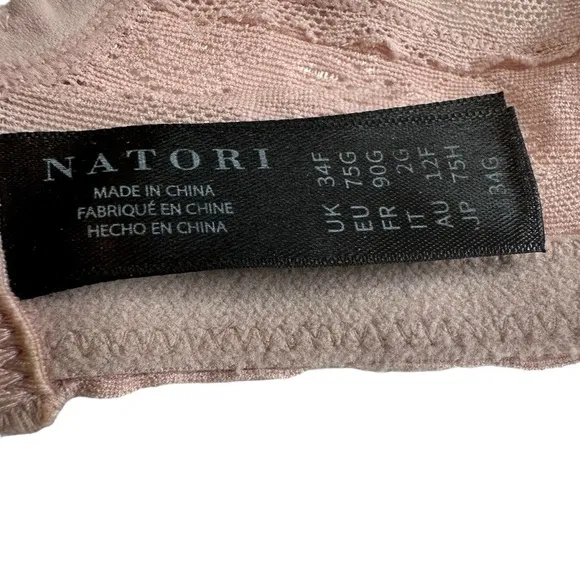 NATORI
MADE IN CHINA
FABRIQUÉ EN CHINE
HECHO EN CHINA
UK 34F
EU 75G
FR 90G
IT 2G
AU 12F
JP 75H
34G